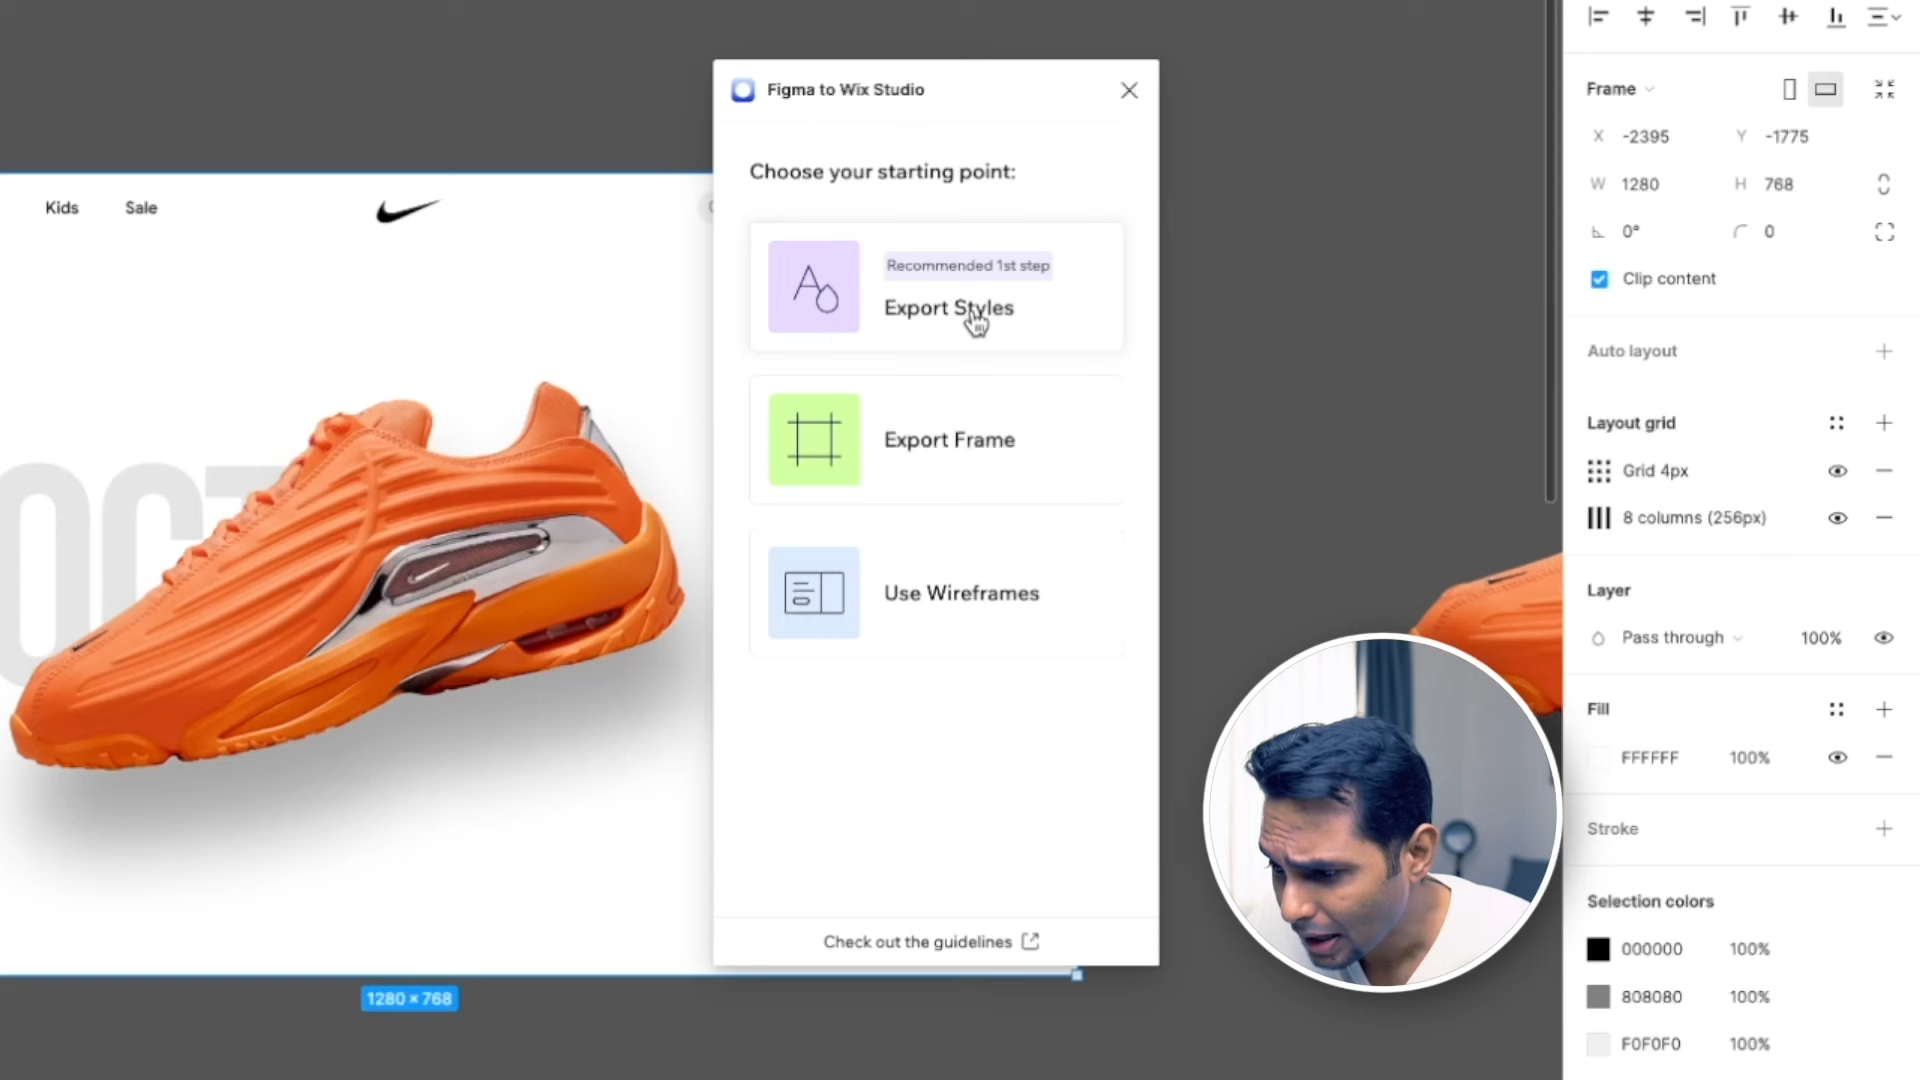 Figma to Wix Studio
Choose your starting point:
Recommended 1st step
Export Styles
Export Frame
Use Wireframes
Check out the guidelines
Kids
Sale
1280 × 768
Frame
X -2395
Y -1775
W 1280
H 768
0°
0
Clip content
Auto layout
Layout grid
Grid 4px
8 columns (256px)
Layer
Pass through
100%
Fill
FFFFFF
100%
Stroke
Selection colors
000000
100%
808080
100%
F0F0F0
100%